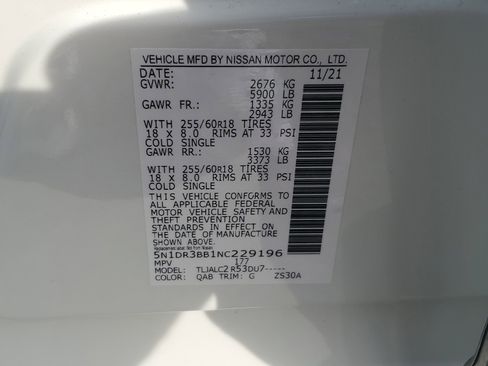 VEHICLE MFD BY NISSAN MOTOR CO., LTD.
DATE: 11/21
GVWR: 2676 KG
5900 LB
GAWR FR.: 1335 KG
2943 LB
WITH 255/60R18 TIRES
18 X 8.0 RIMS AT 33 PSI
COLD SINGLE
GAWR RR.: 1530 KG
3373 LB
WITH 255/60R18 TIRES
18 X 8.0 RIMS AT 33 PSI
COLD SINGLE
THIS VEHICLE CONFORMS TO
ALL APPLICABLE FEDERAL
MOTOR VEHICLE SAFETY AND
THEFT PREVENTION
STANDARDS IN EFFECT ON
THE DATE OF MANUFACTURE
SHOWN ABOVE.
5N1DR3BB1NC229196
MPV 177
MODEL: TLJALC2R53DU7-----
COLOR: QAB TRIM: G ZS30A